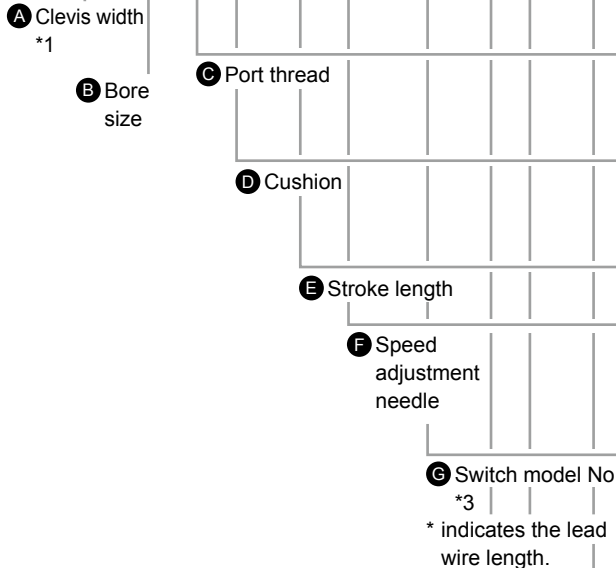 A Clevis width
*1
B Bore
size
C Port thread
D Cushion
E Stroke length
F Speed
adjustment
needle
G Switch model No
*3
* indicates the lead
wire length.